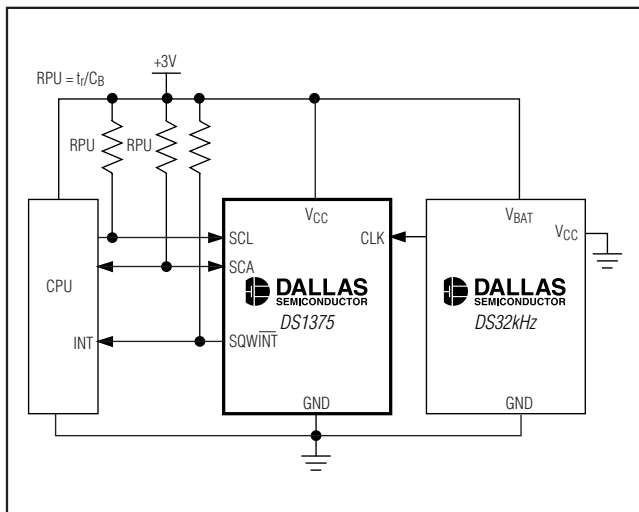 +3V
RPU = tr/CB
RPU
RPU
VCC
VBAT
VCC
SCL
CLK
CPU
SCA
DALLAS
SEMICONDUCTOR
DS1375
DALLAS
SEMICONDUCTOR
DS32kHz
INT
SQWINT
GND
GND